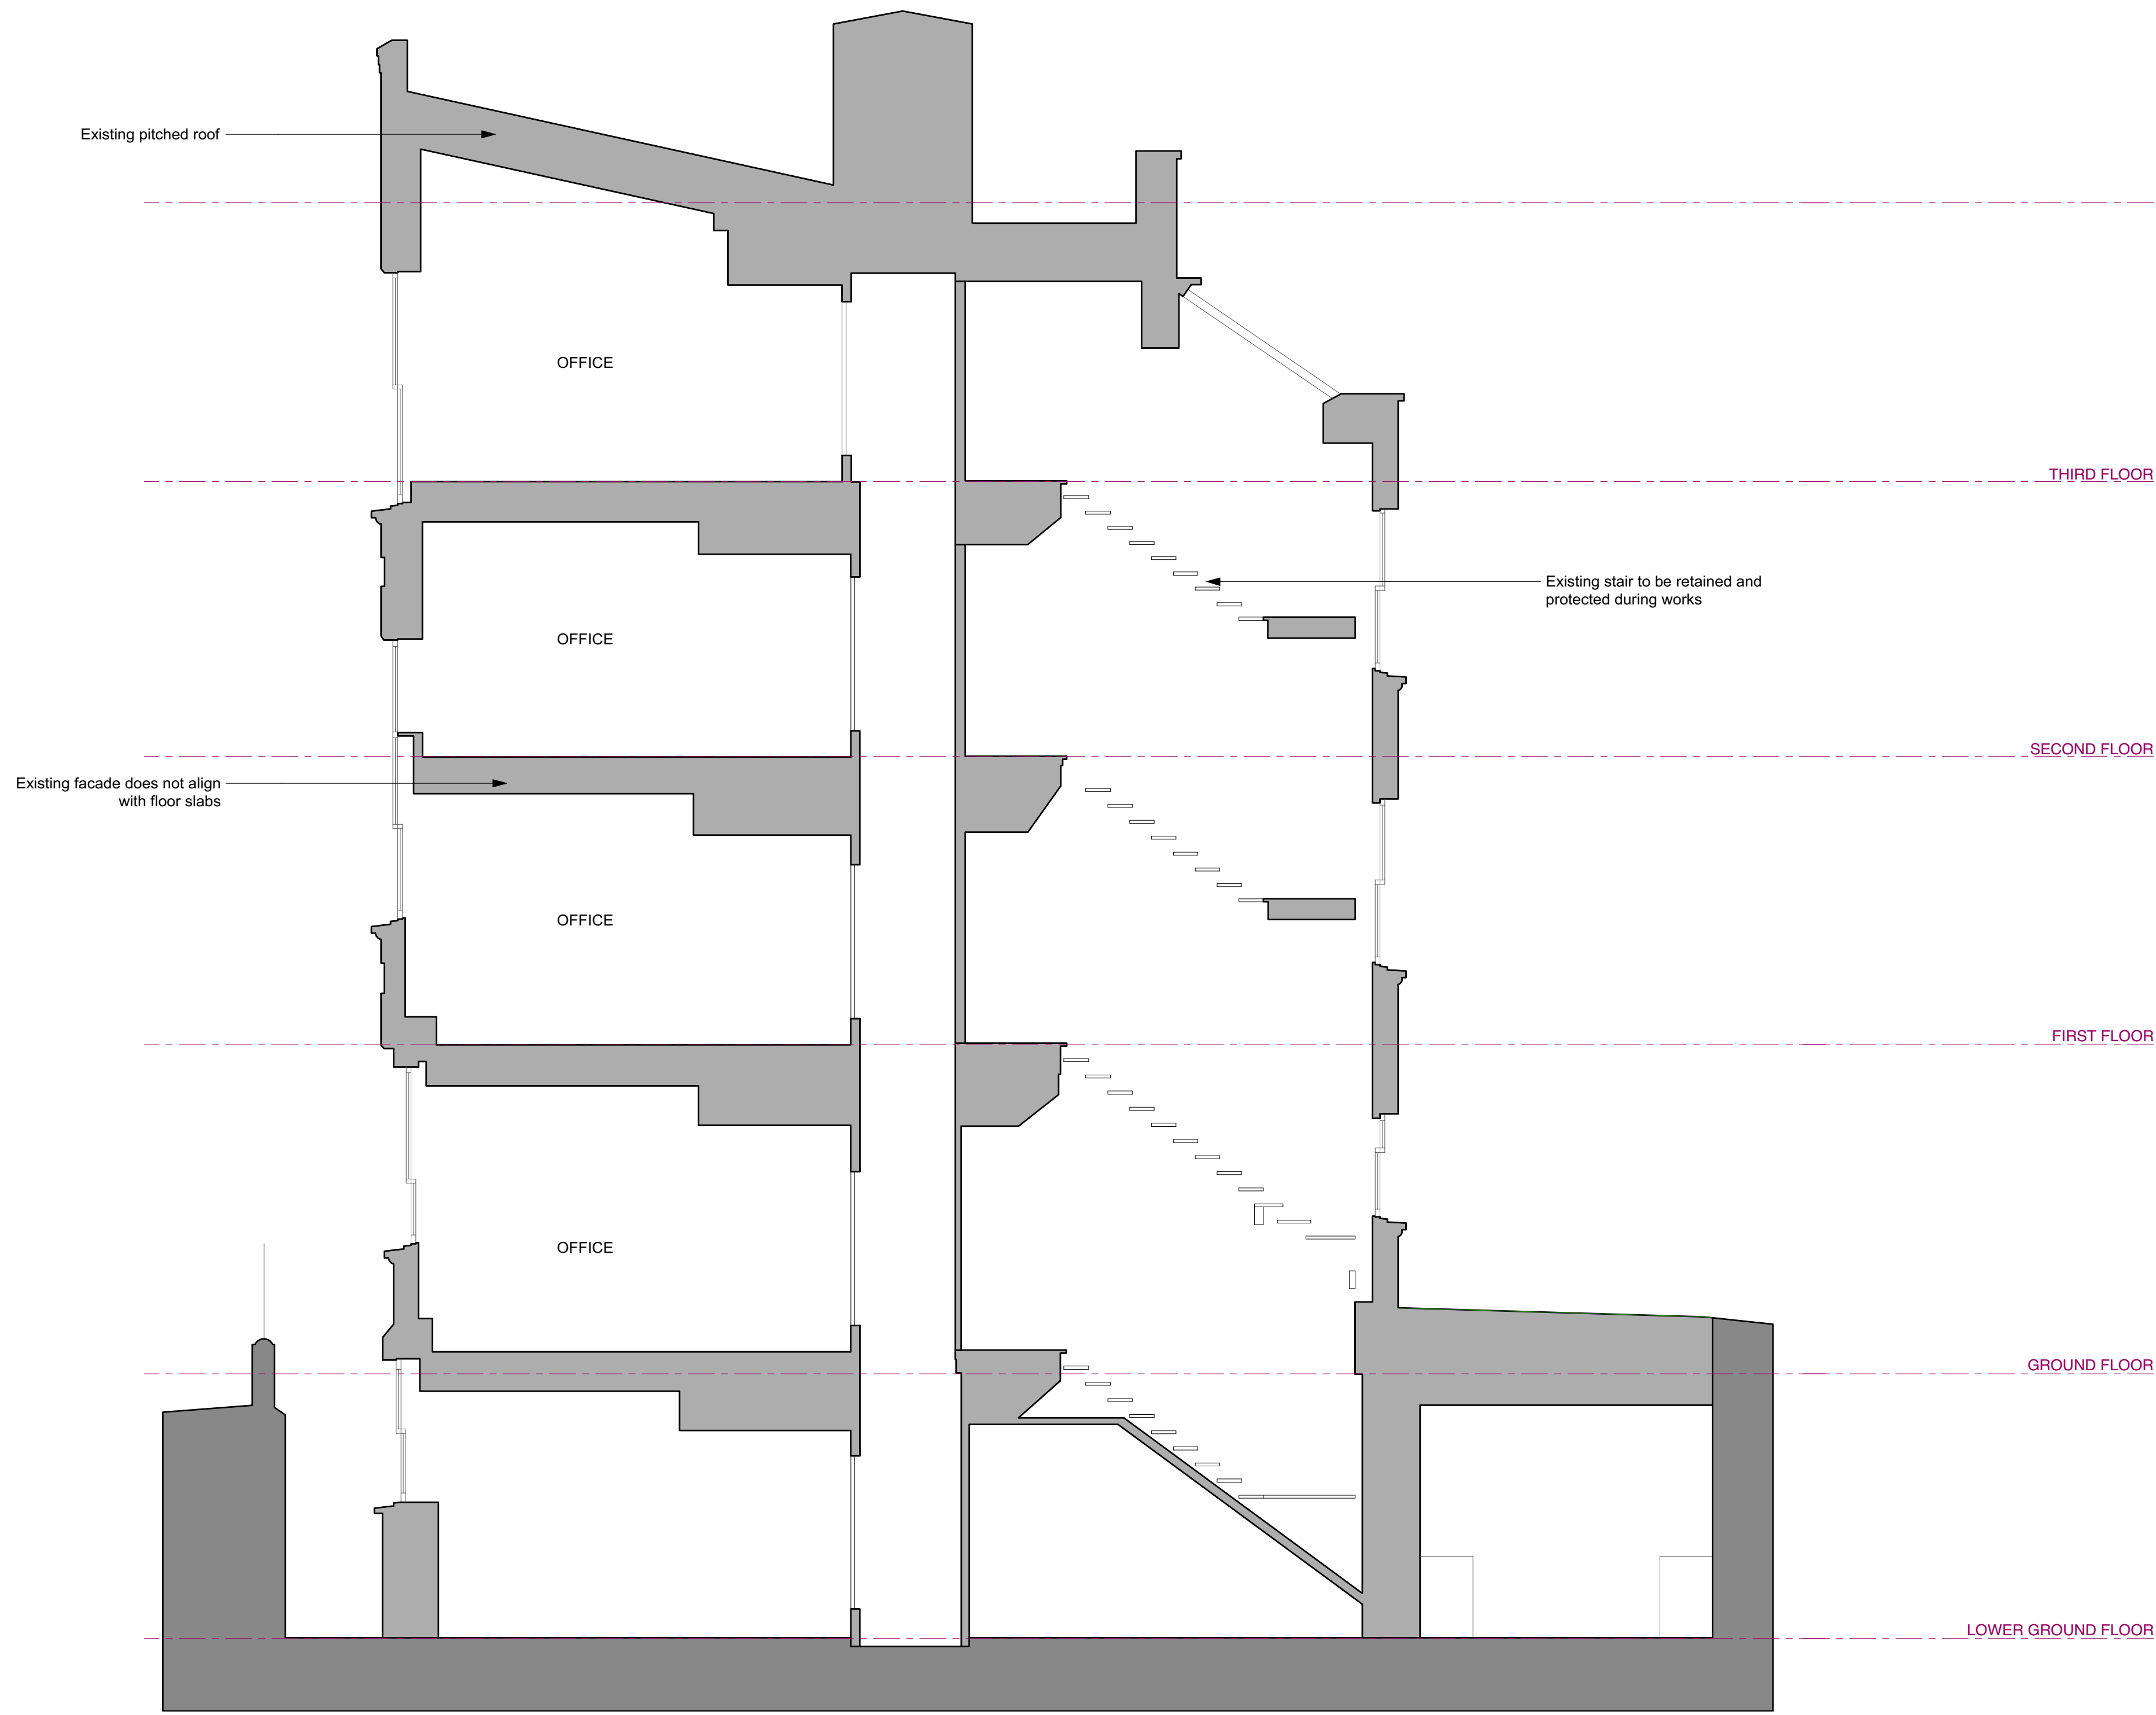 Existing pitched roof
OFFICE
THIRD FLOOR
Existing stair to be retained and
protected during works
OFFICE
SECOND FLOOR
Existing facade does not align
with floor slabs
OFFICE
FIRST FLOOR
OFFICE
GROUND FLOOR
LOWER GROUND FLOOR